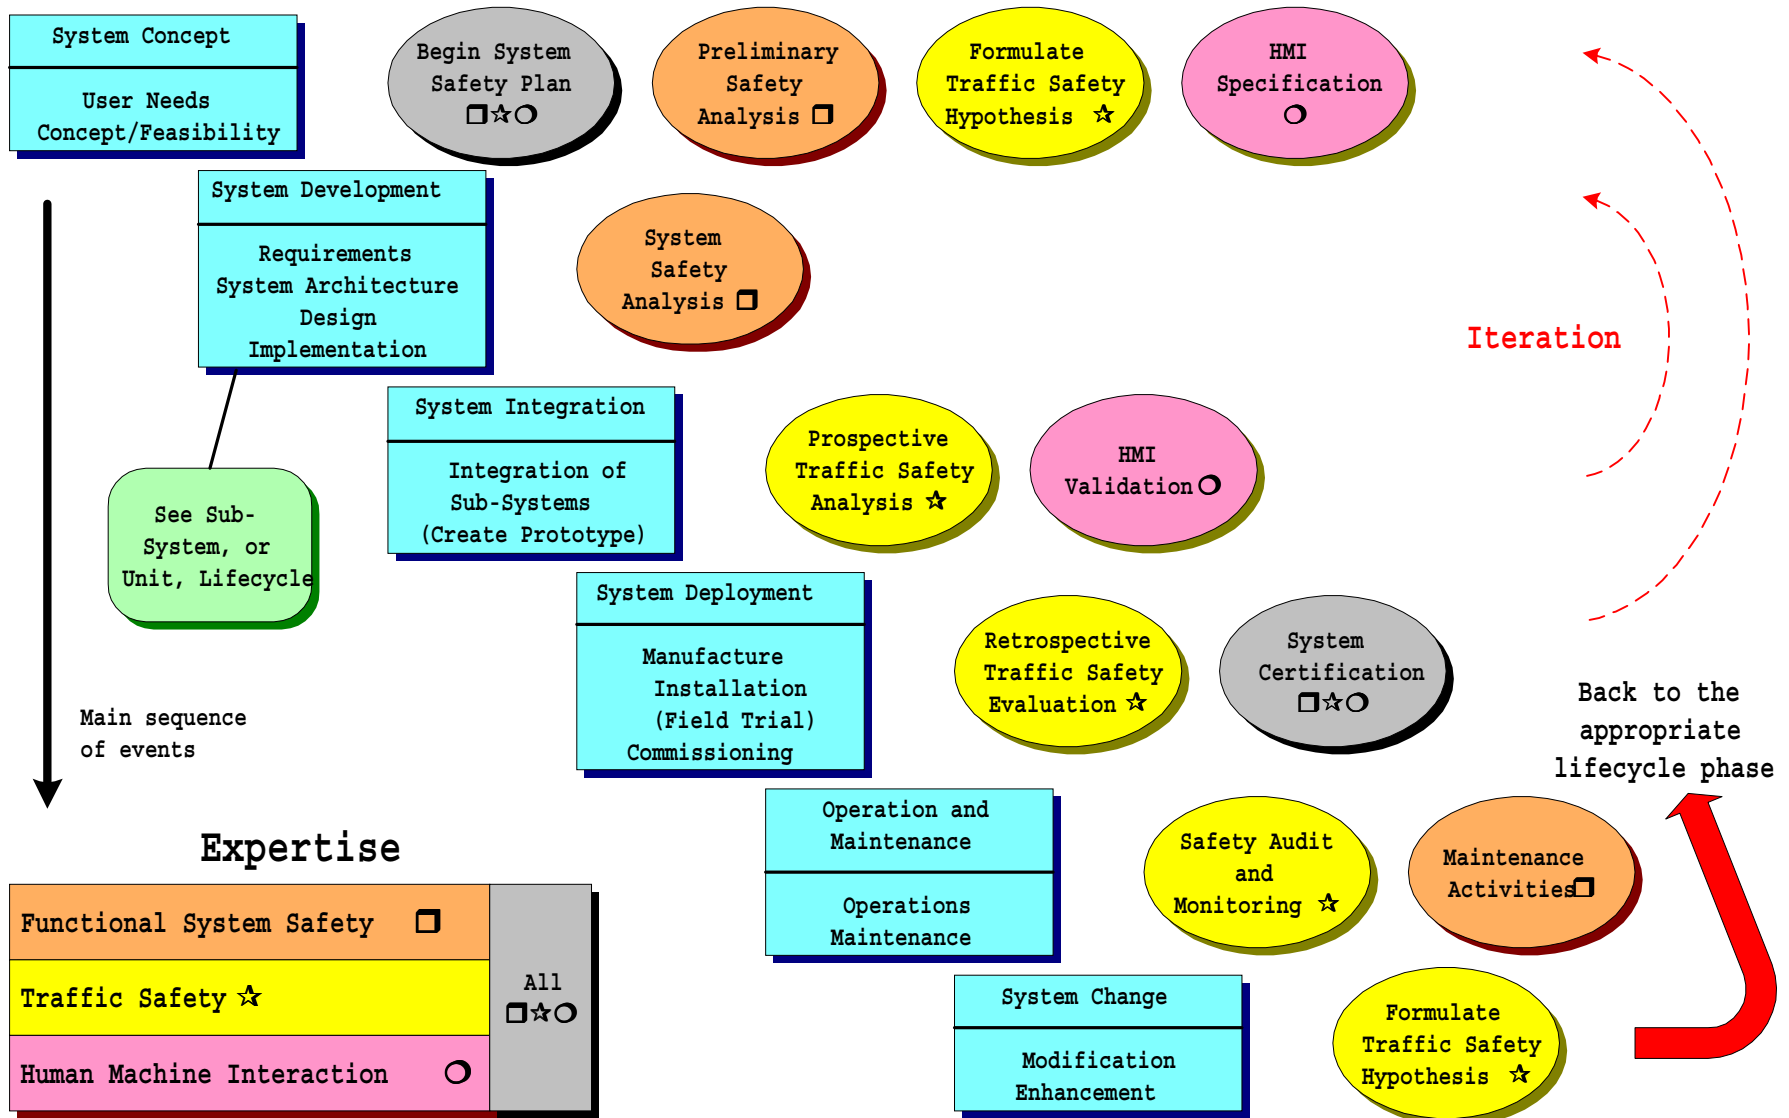 System Concept
User Needs
Concept/Feasibility
Begin System
Safety Plan
Preliminary
Safety
Analysis
Formulate
Traffic Safety
Hypothesis
HMI
Specification
System Development
Requirements
System Architecture
Design
Implementation
System
Safety
Analysis
Iteration
System Integration
Integration of
Sub-Systems
(Create Prototype)
Prospective
Traffic Safety
Analysis
HMI
Validation
See Sub-
System, or
Unit, Lifecycle
System Deployment
Manufacture
Installation
(Field Trial)
Commissioning
Retrospective
Traffic Safety
Evaluation
System
Certification
Back to the
appropriate
lifecycle phase
Main sequence
of events
Operation and
Maintenance
Operations
Maintenance
Safety Audit
and
Monitoring
Maintenance
Activities
Expertise
Functional System Safety
Traffic Safety
Human Machine Interaction
All
System Change
Modification
Enhancement
Formulate
Traffic Safety
Hypothesis